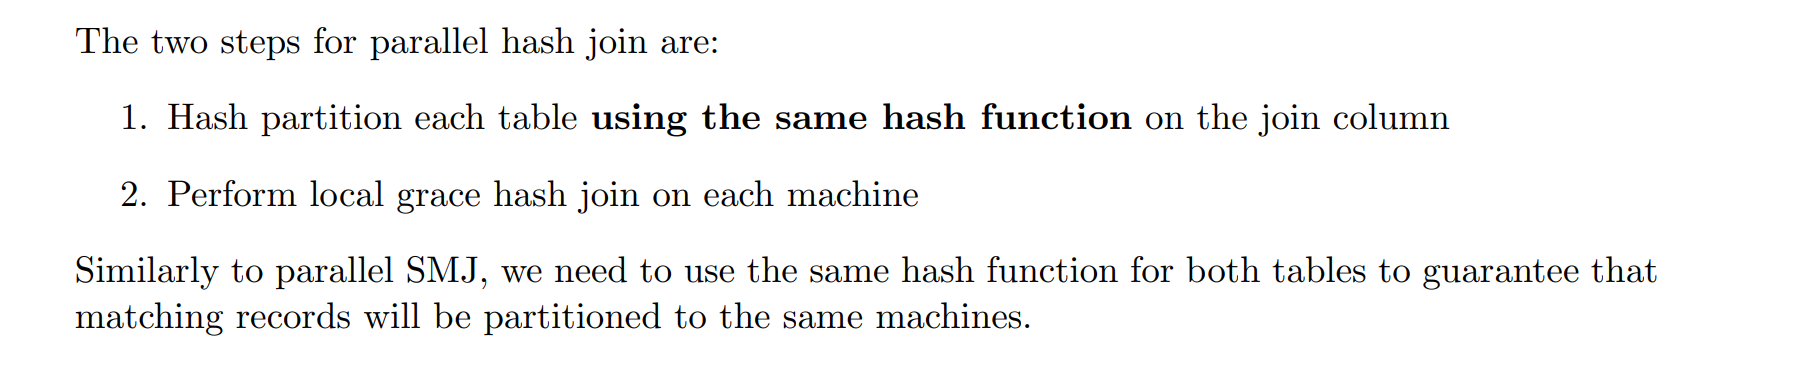 The two steps for parallel hash join are:
1. Hash partition each table using the same hash function on the join column
2. Perform local grace hash join on each machine
Similarly to parallel SMJ, we need to use the same hash function for both tables to guarantee that
matching records will be partitioned to the same machines.